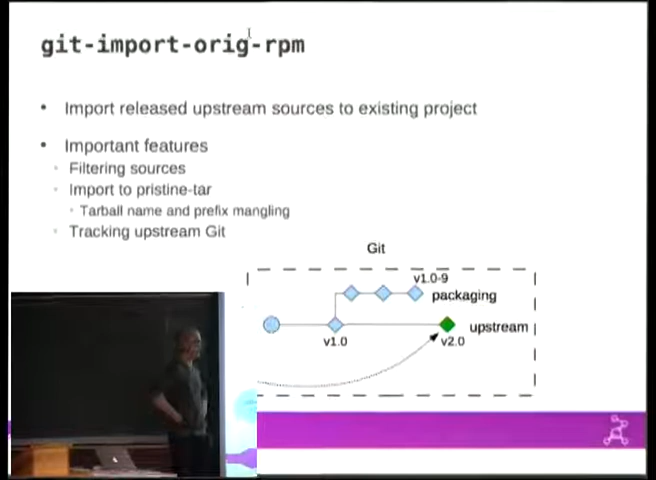 git-import-orig-rpm
Import released upstream sources to existing project
Important features
Filtering sources
Import to pristine-tar
Tarball name and prefix mangling
Tracking upstream Git
Git
v1.0-9
packaging
upstream
v1.0
v2.0